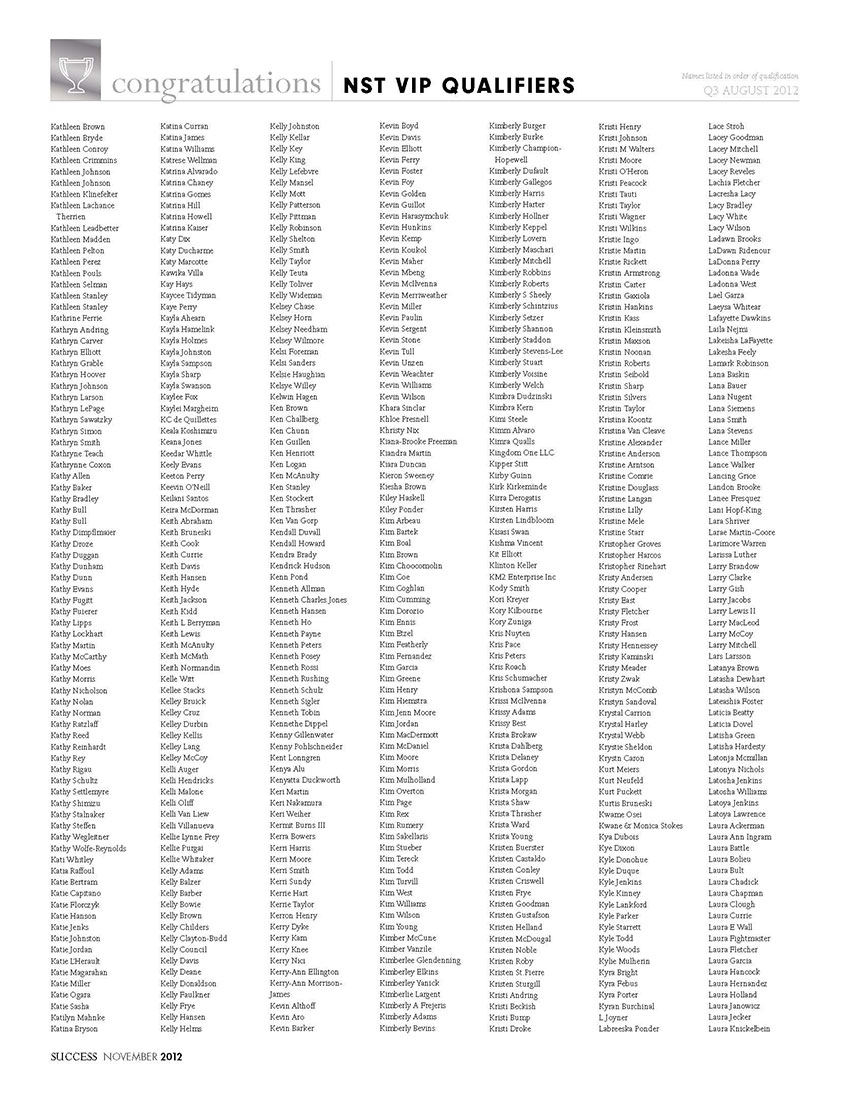 congratulations | NST VIP QUALIFIERS
Names listed in order of qualification
Q3 AUGUST 2012
Kathleen Brown
Kathleen Bryde
Kathleen Conroy
Kathleen Crimmins
Kathleen Johnson
Kathleen Johnson
Kathleen Klinefelter
Kathleen Lachance
Therrien
Kathleen Leadbetter
Kathleen Madden
Kathleen Pelton
Kathleen Perez
Kathleen Pouls
Kathleen Selman
Kathleen Stanley
Kathleen Stanley
Kathrine Ferrie
Kathryn Andring
Kathryn Carver
Kathryn Elliott
Kathryn Grable
Kathryn Hoover
Kathryn Johnson
Kathryn Larson
Kathryn LePage
Kathryn Sawatzky
Kathryn Simon
Kathryn Smith
Kathryne Teach
Kathrynne Coxon
Kathy Allen
Kathy Baker
Kathy Bradley
Kathy Bull
Kathy Bull
Kathy Dimpflmaier
Kathy Droze
Kathy Duggan
Kathy Dunham
Kathy Dunn
Kathy Evans
Kathy Fugitt
Kathy Fuierer
Kathy Lipps
Kathy Lockhart
Kathy Martin
Kathy McCarthy
Kathy Moes
Kathy Morris
Kathy Nicholson
Kathy Nolan
Kathy Norman
Kathy Ratzlaff
Kathy Reed
Kathy Reinhardt
Kathy Rey
Kathy Rigau
Kathy Schultz
Kathy Settlemyre
Kathy Shimizu
Kathy Stalnaker
Kathy Steffen
Kathy Wegleitner
Kathy Wolfe-Reynolds
Kati Whitley
Katia Raffoul
Katie Bertram
Katie Capitano
Katie Florczyk
Katie Hanson
Katie Jenks
Katie Johnston
Katie Jordan
Katie L'Herault
Katie Magarahan
Katie Miller
Katie Ogara
Katie Sasha
Katilyn Mahnke
Katina Bryson
Katina Curran
Katina James
Katina Williams
Katrese Wellman
Katrina Alvarado
Katrina Chaney
Katrina Gomes
Katrina Hill
Katrina Howell
Katrina Kaiser
Katy Dix
Katy Ducharme
Katy Marcotte
Kawika Villa
Kay Hays
Kaycee Tidyman
Kaye Perry
Kayla Ahearn
Kayla Hamelink
Kayla Holmes
Kayla Johnston
Kayla Sampson
Kayla Sharp
Kayla Swanson
Kaylee Fox
Kaylei Margheim
KC de Quillettes
Keala Koshimizu
Keana Jones
Keedar Whittle
Keely Evans
Keeton Perry
Keevin O'Neill
Keilani Santos
Keira McDorman
Keith Abraham
Keith Bruneski
Keith Cook
Keith Currie
Keith Davis
Keith Hansen
Keith Hyde
Keith Jackson
Keith Kidd
Keith L Berryman
Keith Lewis
Keith McAnulty
Keith McMath
Keith Normandin
Kelle Witt
Kellee Stacks
Kelley Bruick
Kelley Cruz
Kelley Durbin
Kelley Kellis
Kelley Lang
Kelley McCoy
Kelli Auger
Kelli Hendricks
Kelli Malone
Kelli Oliff
Kelli Van Liew
Kelli Villanueva
Kellie Lynne Frey
Kellie Purgai
Kellie Whitaker
Kelly Adams
Kelly Balzer
Kelly Barber
Kelly Bowie
Kelly Brown
Kelly Childers
Kelly Clayton-Budd
Kelly Council
Kelly Davis
Kelly Deane
Kelly Donaldson
Kelly Faulkner
Kelly Frye
Kelly Hansen
Kelly Helms
Kelly Johnston
Kelly Kellar
Kelly Key
Kelly King
Kelly Lefebvre
Kelly Mansel
Kelly Mott
Kelly Patterson
Kelly Pittman
Kelly Robinson
Kelly Shelton
Kelly Smith
Kelly Taylor
Kelly Teuta
Kelly Toliver
Kelly Wideman
Kelsey Chase
Kelsey Horn
Kelsey Needham
Kelsey Wilmore
Kelsi Foreman
Kelsi Sanders
Kelsie Haughian
Kelsye Willey
Kelwin Hagen
Ken Brown
Ken Challberg
Ken Chunn
Ken Guillen
Ken Henriott
Ken Logan
Ken McAnulty
Ken Stanley
Ken Stockert
Ken Thrasher
Ken Van Gorp
Kendall Duvall
Kendall Howard
Kendra Brady
Kendrick Hudson
Kenn Pond
Kenneth Allman
Kenneth Charles Jones
Kenneth Hansen
Kenneth Ho
Kenneth Payne
Kenneth Peters
Kenneth Posey
Kenneth Rossi
Kenneth Rushing
Kenneth Schulz
Kenneth Sigler
Kenneth Tobin
Kennethe Dippel
Kenny Gillenwater
Kenny Pohlschneider
Kent Lonngren
Kenya Alu
Kenyatta Duckworth
Keri Martin
Keri Nakamura
Keri Weiher
Kermit Burns III
Kerra Bowers
Kerri Harris
Kerri Moore
Kerri Smith
Kerri Sundy
Kerrie Hart
Kerrie Taylor
Kerron Henry
Kerry Dyke
Kerry Kam
Kerry Knee
Kerry Nici
Kerry-Ann Ellington
Kerry-Ann Morrison-
James
Kevin Althoff
Kevin Aro
Kevin Barker
Kevin Boyd
Kevin Davis
Kevin Elliott
Kevin Ferry
Kevin Foster
Kevin Foy
Kevin Golden
Kevin Guillot
Kevin Harasymchuk
Kevin Hunkins
Kevin Kemp
Kevin Koukol
Kevin Maher
Kevin Mbeng
Kevin McIlvenna
Kevin Merriweather
Kevin Miller
Kevin Paulin
Kevin Sergent
Kevin Stone
Kevin Tull
Kevin Unzen
Kevin Weachter
Kevin Williams
Kevin Wilson
Khara Sinclar
Khloe Presnell
Khristy Nix
Kiana-Brooke Freeman
Kiandra Martin
Kiara Duncan
Kieron Sweeney
Kiesha Brown
Kiley Haskell
Kiley Ponder
Kim Arbeau
Kim Bartek
Kim Boal
Kim Brown
Kim Choocomolin
Kim Coe
Kim Coghlan
Kim Cumming
Kim Dorozio
Kim Ennis
Kim Etzel
Kim Featherly
Kim Fernandez
Kim Garcia
Kim Greene
Kim Henry
Kim Hiemstra
Kim Jenn Moore
Kim Jordan
Kim MacDermott
Kim McDaniel
Kim Moore
Kim Morris
Kim Mulholland
Kim Overton
Kim Page
Kim Rex
Kim Rumery
Kim Sakellaris
Kim Stueber
Kim Tereck
Kim Todd
Kim Turvill
Kim West
Kim Williams
Kim Wilson
Kim Young
Kimber McCune
Kimber Vanzile
Kimberlee Glendenning
Kimberley Elkins
Kimberley Yanick
Kimberlie Largent
Kimberly A Frejeris
Kimberly Adams
Kimberly Bevins
Kimberly Burger
Kimberly Burke
Kimberly Champion-
Hopewell
Kimberly Dufault
Kimberly Gallegos
Kimberly Harris
Kimberly Harter
Kimberly Hollner
Kimberly Keppel
Kimberly Lovern
Kimberly Maschari
Kimberly Mitchell
Kimberly Robbins
Kimberly Roberts
Kimberly S Sheely
Kimberly Schintzius
Kimberly Setzer
Kimberly Shannon
Kimberly Staddon
Kimberly Stevens-Lee
Kimberly Stuart
Kimberly Voisine
Kimberly Welch
Kimbra Dudzinski
Kimbra Kern
Kimi Steele
Kimm Alvaro
Kimra Qualls
Kingdom One LLC
Kipper Stitt
Kirby Guinn
Kirk Kirkeminde
Kirra Derogatis
Kirsten Harris
Kirsten Lindbloom
Kisasi Swan
Kishma Vincent
Kit Elliott
Klinton Keller
KM2 Enterprise Inc
Kody Smith
Kori Kreyer
Kory Kilbourne
Kory Zuniga
Kris Nuyten
Kris Pace
Kris Peters
Kris Roach
Kris Schumacher
Krishona Sampson
Krissi McIlvenna
Krissy Adams
Krissy Best
Krista Brokaw
Krista Dahlberg
Krista Delaney
Krista Gordon
Krista Lapp
Krista Morgan
Krista Shaw
Krista Thrasher
Krista Ward
Krista Young
Kristen Buerster
Kristen Castaldo
Kristen Conley
Kristen Criswell
Kristen Frye
Kristen Goodman
Kristen Gustafson
Kristen Helland
Kristen McDougal
Kristen Noble
Kristen Roby
Kristen St.Pierre
Kristen Sturgill
Kristi Andring
Kristi Beckish
Kristi Bump
Kristi Droke
Kristi Henry
Kristi Johnson
Kristi M Walters
Kristi Moore
Kristi O'Heron
Kristi Peacock
Kristi Tauti
Kristi Taylor
Kristi Wagner
Kristi Wilkins
Kristie Ingo
Kristie Martin
Kristie Rickett
Kristin Armstrong
Kristin Carter
Kristin Gaxiola
Kristin Hankins
Kristin Kass
Kristin Kleinsmith
Kristin Maxson
Kristin Noonan
Kristin Roberts
Kristin Seibold
Kristin Sharp
Kristin Silvers
Kristin Taylor
Kristina Koontz
Kristina Van Cleave
Kristine Alexander
Kristine Anderson
Kristine Arntson
Kristine Comrie
Kristine Douglass
Kristine Langan
Kristine Lilly
Kristine Mele
Kristine Starr
Kristopher Groves
Kristopher Harcos
Kristopher Rinehart
Kristy Andersen
Kristy Cooper
Kristy East
Kristy Fletcher
Kristy Frost
Kristy Hansen
Kristy Hennessey
Kristy Kaminski
Kristy Meader
Kristy Zwak
Kristyn McComb
Kristyn Sandoval
Krystal Carrion
Krystal Harley
Krystal Webb
Krystie Sheldon
Krystn Caron
Kurt Meiers
Kurt Neufeld
Kurt Puckett
Kurtis Bruneski
Kwame Osei
Kwane & Monica Stokes
Kya Dubois
Kye Dixon
Kyle Donohue
Kyle Duque
Kyle Jenkins
Kyle Kinney
Kyle Lankford
Kyle Parker
Kyle Starrett
Kyle Todd
Kyle Woods
Kylie Mulherin
Kyra Bright
Kyra Febus
Kyra Porter
Kyran Burchinal
L Joyner
Labreeska Ponder
Lace Stroh
Lacey Goodman
Lacey Mitchell
Lacey Newman
Lacey Reveles
Lachia Fletcher
Lacresha Lacy
Lacy Bradley
Lacy White
Lacy Wilson
Ladawn Brooks
LaDawn Ridenour
LaDonna Perry
Ladonna Wade
Ladonna West
Lael Garza
Laeysa Whitear
Lafayette Dawkins
Laila Nejmi
Lakeisha LaFayette
Lakesha Feely
Lamark Robinson
Lana Baskin
Lana Bauer
Lana Nugent
Lana Siemens
Lana Smith
Lana Stevens
Lance Miller
Lance Thompson
Lance Walker
Lancing Grice
Landon Brooke
Lanee Fresquez
Lani Hopf-King
Lara Shriver
Larae Martin-Coore
Larimore Warren
Larissa Luther
Larry Brandow
Larry Clarke
Larry Gish
Larry Jacobs
Larry Lewis II
Larry MacLeod
Larry McCoy
Larry Mitchell
Lars Larsson
Latanya Brown
Latasha Dewhart
Latasha Wilson
Lateashia Foster
Laticia Beatty
Laticia Dovel
Latisha Green
Latisha Hardesty
Latonja Mcmillan
Latonya Nichols
Latosha Jenkins
Latosha Williams
Latoya Jenkins
Latoya Lawrence
Laura Ackerman
Laura Ann Ingram
Laura Battle
Laura Bolieu
Laura Bult
Laura Chadick
Laura Chapman
Laura Clough
Laura Currie
Laura E Wall
Laura Fightmaster
Laura Fletcher
Laura Garcia
Laura Hancock
Laura Hernandez
Laura Holland
Laura Janowicz
Laura Jecker
Laura Knickelbein
SUCCESS NOVEMBER 2012